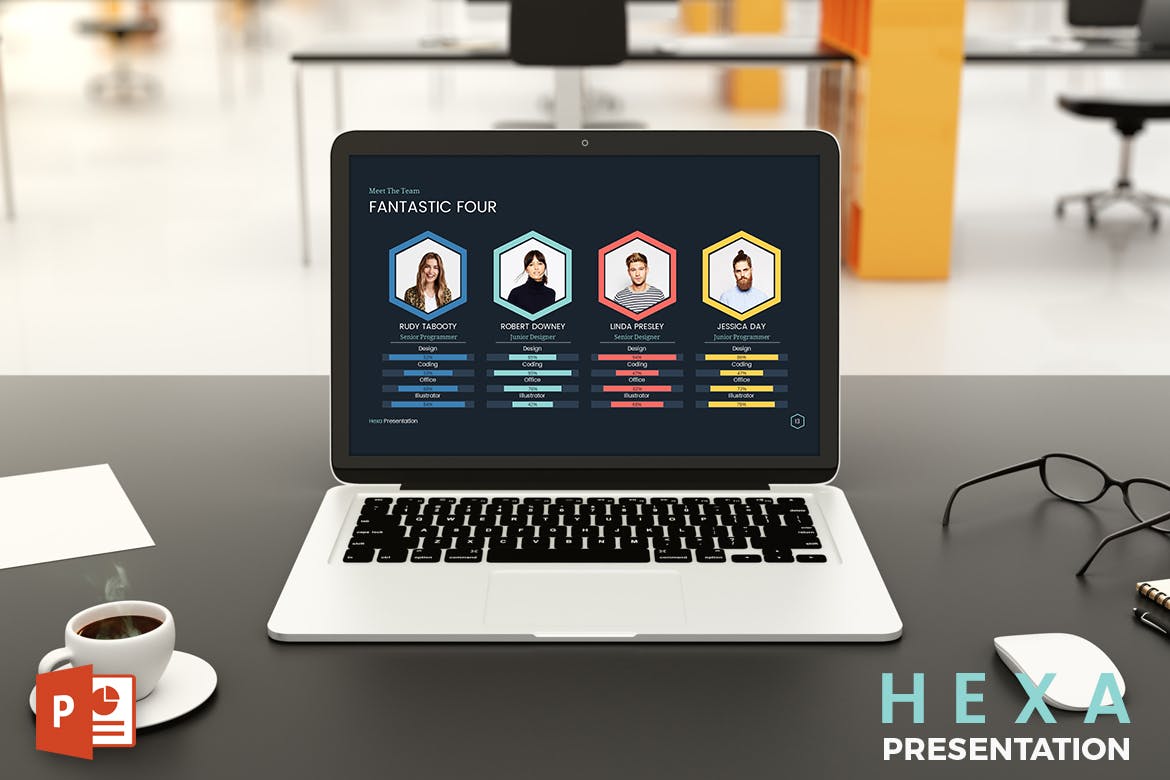 Meet The Team
FANTASTIC FOUR
RUDY TABOOTY
Senior Programmer
Design
Coding
Office
Illustrator
ROBERT DOWNEY
Junior Designer
Design
Coding
Office
Illustrator
LINDA PRESLEY
Senior Designer
Design
Coding
Office
Illustrator
JESSICA DAY
Junior Programmer
Design
Coding
Office
Illustrator
Hexa Presentation
13
P
HEXA
PRESENTATION